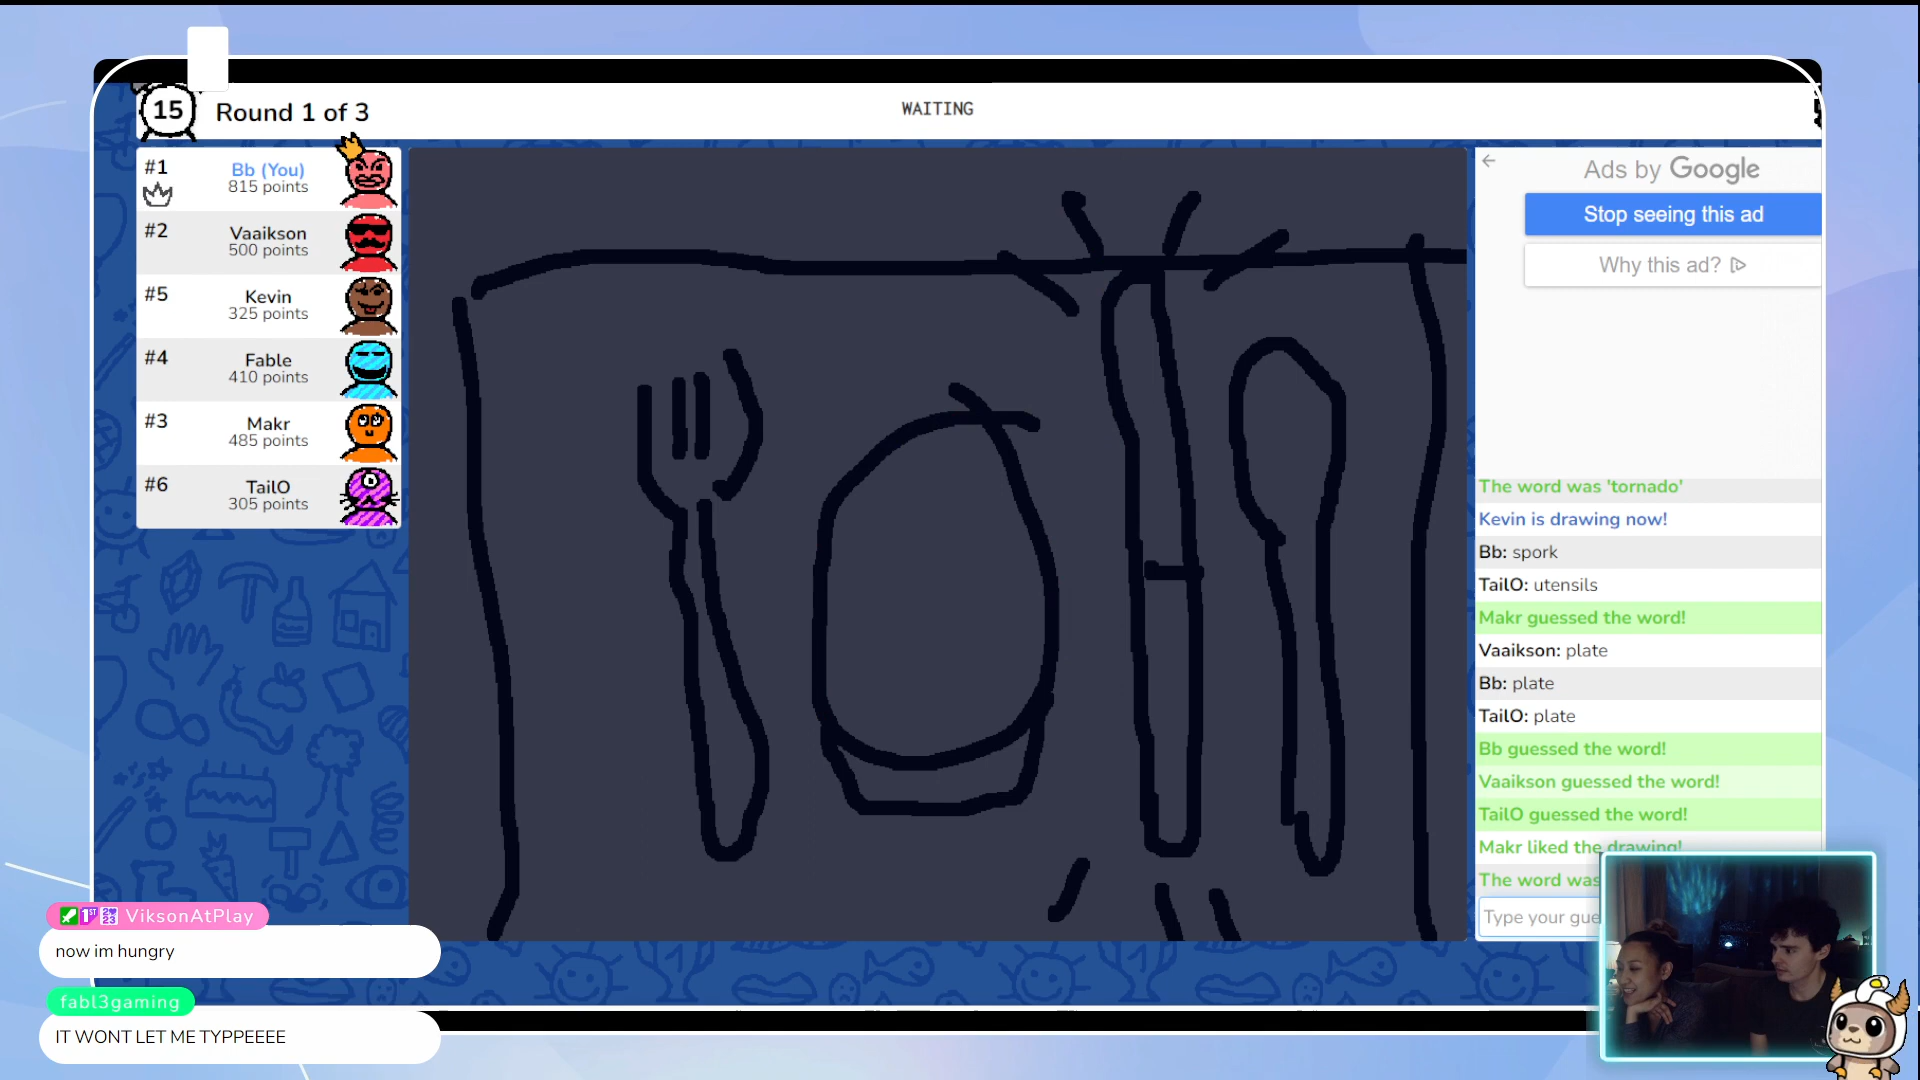 15
Round 1 of 3
WAITING
#1
Bb (You)
815 points
#2
Vaaikson
500 points
#5
Kevin
325 points
#4
Fable
410 points
#3
Makr
485 points
#6
TailO
305 points
Ads by Google
Stop seeing this ad
Why this ad?
The word was 'tornado'
Kevin is drawing now!
Bb: spork
TailO: utensils
Makr guessed the word!
Vaaikson: plate
Bb: plate
TailO: plate
Bb guessed the word!
Vaaikson guessed the word!
TailO guessed the word!
Makr liked the drawing!
The word was
Type your gue
1ST ViksonAtPlay
now im hungry
fabl3gaming
IT WONT LET ME TYPPEEEE